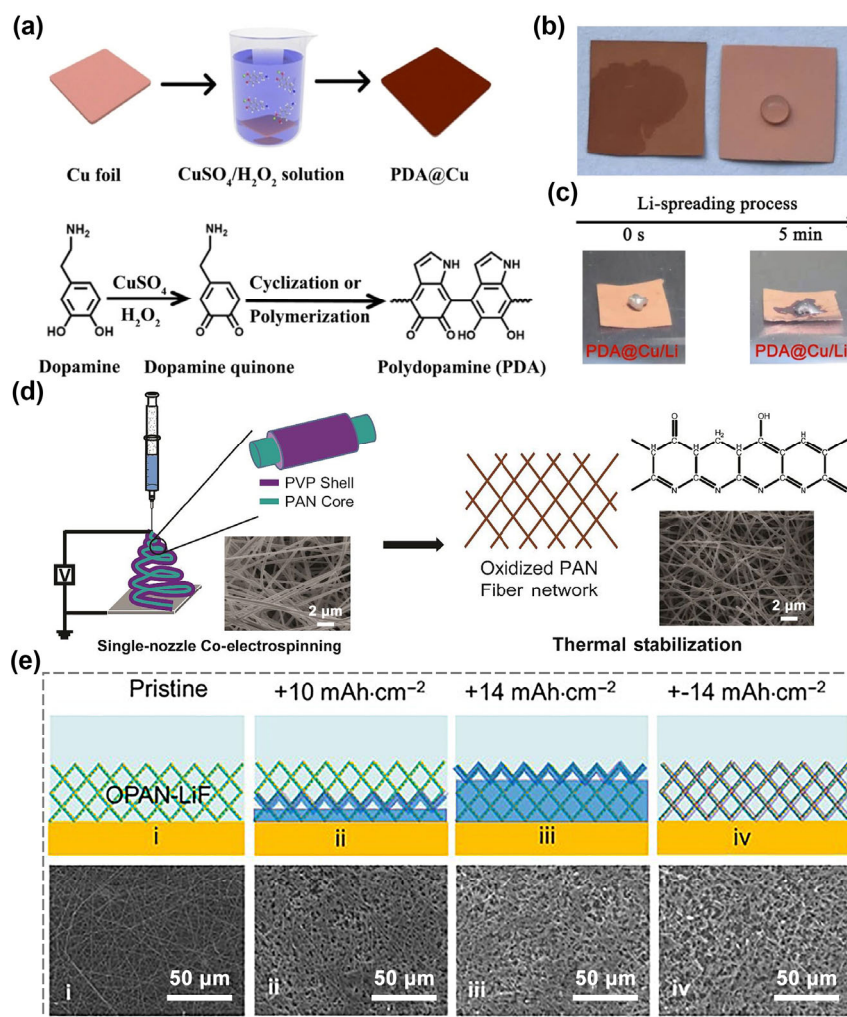 (a)
Cu foil
CuSO₄/H₂O₂ solution
PDA@Cu
NH₂
HO
OH
Dopamine
CuSO₄
H₂O₂
NH₂
O
O
Dopamine quinone
Cyclization or
Polymerization
NH
NH
O
O
HO
OH
Polydopamine (PDA)
(b)
(c)
Li-spreading process
0 s
5 min
PDA@Cu/Li
PDA@Cu/Li
(d)
V
PVP Shell
PAN Core
2 μm
Single-nozzle Co-electrospinning
Oxidized PAN
Fiber network
O
H₂
OH
H
C
C
C
C
H
C
C
H
C
C
H
C
C
H
C
C
C
C
C
C
C
N
N
N
N
2 μm
Thermal stabilization
(e)
Pristine
+10 mAh·cm⁻²
+14 mAh·cm⁻²
+-14 mAh·cm⁻²
OPAN-LiF
i
ii
iii
iv
i
50 μm
ii
50 μm
iii
50 μm
iv
50 μm